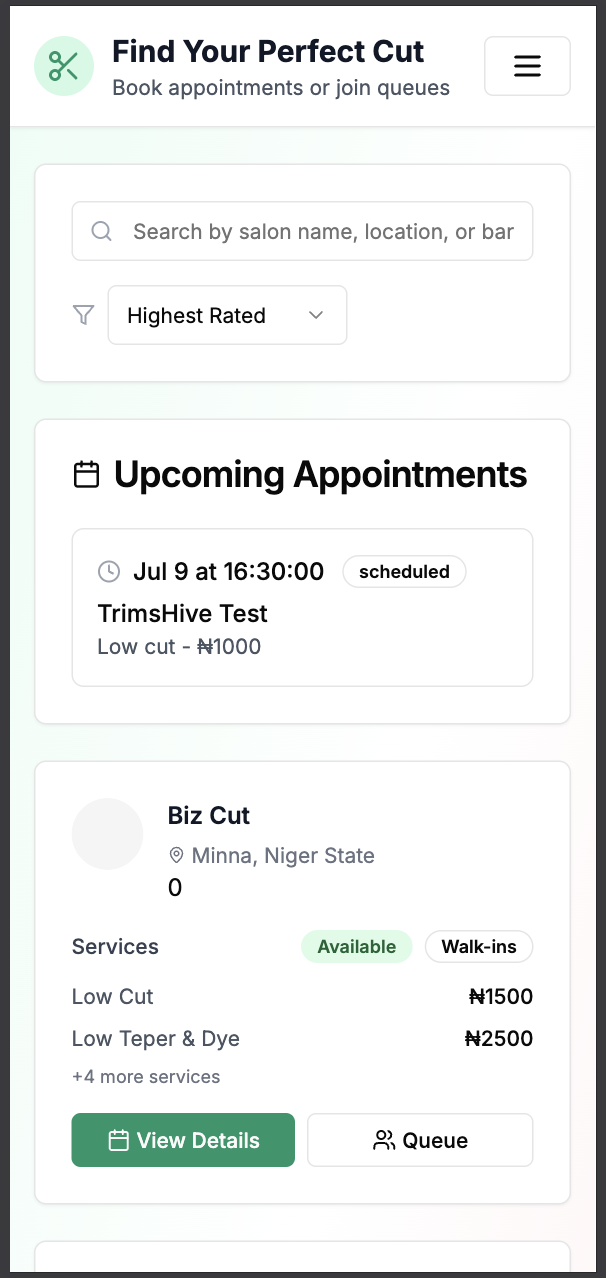 Find Your Perfect Cut
Book appointments or join queues
Search by salon name, location, or bar
Highest Rated
Upcoming Appointments
Jul 9 at 16:30:00 scheduled
TrimsHive Test
Low cut - ₦1000
Biz Cut
Minna, Niger State
0
Services Available Walk-ins
Low Cut ₦1500
Low Teper & Dye ₦2500
+4 more services
View Details Queue